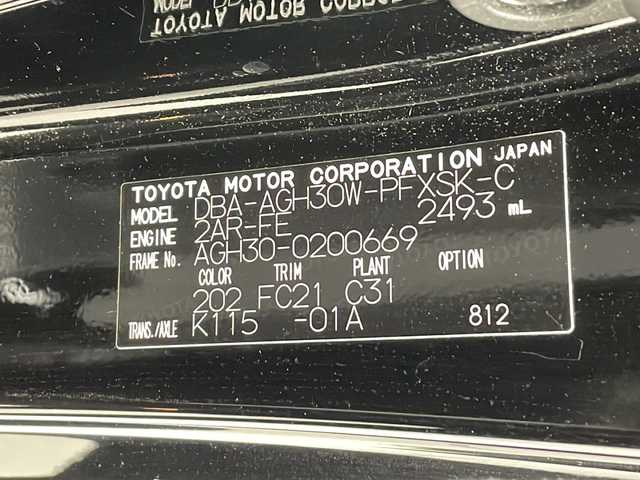 TOYOTA MOTOR CORPORATION JAPAN
MODEL DBA-AGH30W-PFXSK-C
ENGINE 2AR-FE 2493 mL
FRAME No. AGH30-0200669
COLOR TRIM PLANT OPTION
202 FC21 C31
TRANS./AXLE K115 -01A 812